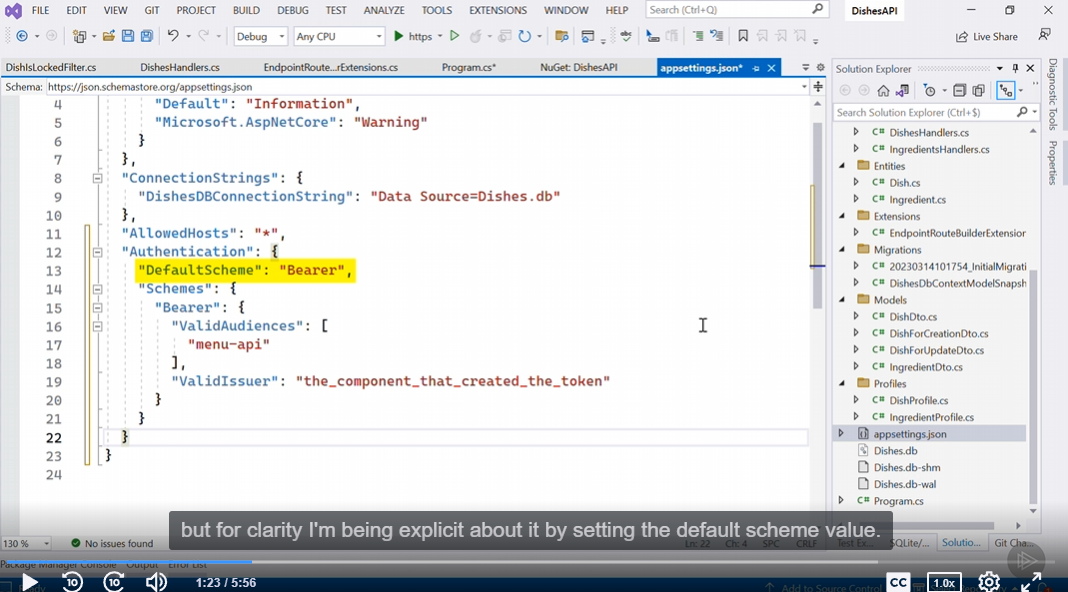 FILE EDIT VIEW GIT PROJECT BUILD DEBUG TEST ANALYZE TOOLS EXTENSIONS WINDOW HELP Search (Ctrl+Q) DishesAPI
Debug Any CPU https Live Share
DishIsLockedFilter.cs DishesHandlers.cs EndpointRoute...rExtensions.cs Program.cs* NuGet: DishesAPI appsettings.json*
Schema: https://json.schemastore.org/appsettings.json
4 "Default": "Information",
5 "Microsoft.AspNetCore": "Warning"
6 }
7 },
8 "ConnectionStrings": {
9 "DishesDBConnectionString": "Data Source=Dishes.db"
10 },
11 "AllowedHosts": "*",
12 "Authentication": {
13 "DefaultScheme": "Bearer",
14 "Schemes": {
15 "Bearer": {
16 "ValidAudiences": [
17 "menu-api"
18 ],
19 "ValidIssuer": "the_component_that_created_the_token"
20 }
21 }
22 }
23 }
24
Solution Explorer
Search Solution Explorer (Ctrl+$)
C# DishesHandlers.cs
C# IngredientsHandlers.cs
Entities
C# Dish.cs
C# Ingredient.cs
Extensions
C# EndpointRouteBuilderExtension
Migrations
C# 20230314101754_InitialMigrati
C# DishesDbContextModelSnapsh
Models
C# DishDto.cs
C# DishForCreationDto.cs
C# DishForUpdateDto.cs
C# IngredientDto.cs
Profiles
C# DishProfile.cs
C# IngredientProfile.cs
appsettings.json
Dishes.db
Dishes.db-shm
Dishes.db-wal
C# Program.cs
Diagnostic Tools
Properties
but for clarity I'm being explicit about it by setting the default scheme value.
130 % No issues found Ln: 22 Ch: 4 SPC CRLF Test Ex... SQLite/... Solutio... Git Cha...
Package Manager Console Output Error List
10 10 1:23 / 5:56 CC 1.0x
Ready Add to Source Control